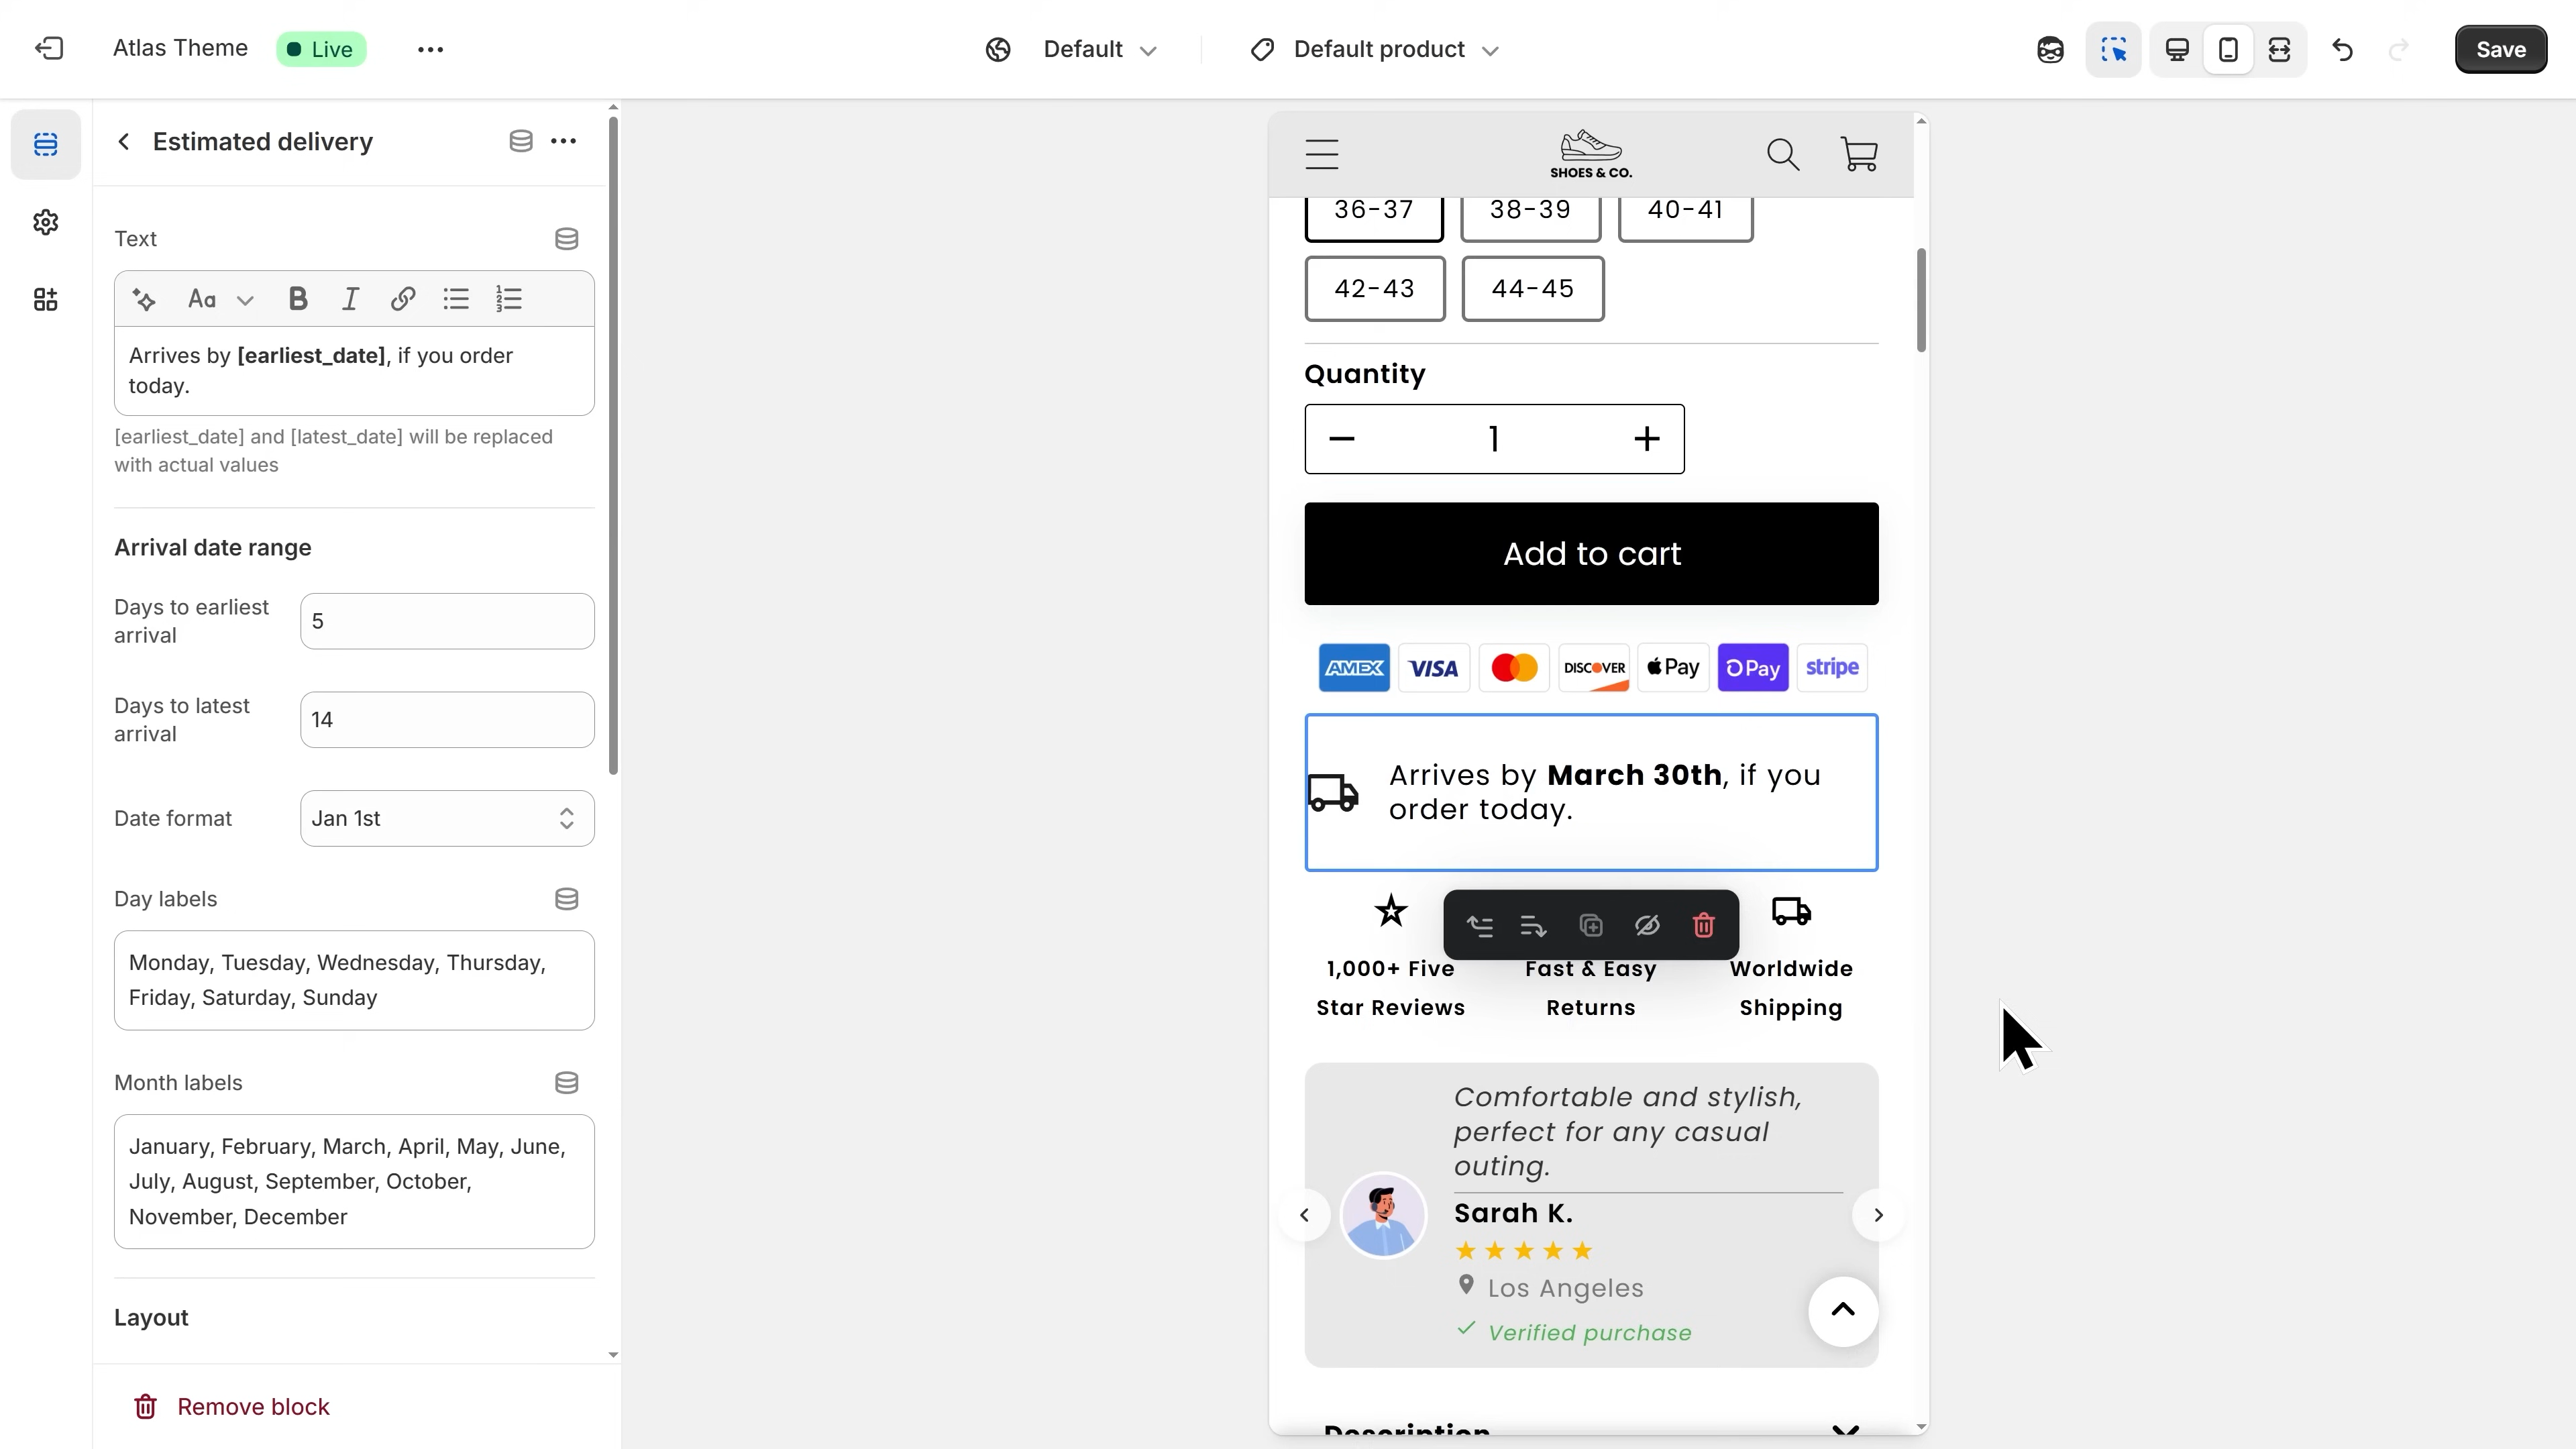 Atlas Theme
Live
Default
Default product
Save
Estimated delivery
Text
Aa
B
I
Arrives by [earliest_date], if you order
today.
[earliest_date] and [latest_date] will be replaced
with actual values
Arrival date range
Days to earliest
arrival
5
Days to latest
arrival
14
Date format
Jan 1st
Day labels
Monday, Tuesday, Wednesday, Thursday,
Friday, Saturday, Sunday
Month labels
January, February, March, April, May, June,
July, August, September, October,
November, December
Layout
Remove block
SHOES & CO.
36-37
38-39
40-41
42-43
44-45
Quantity
1
Add to cart
AMEX
VISA
DISCOVER
Pay
Pay
stripe
Arrives by March 30th, if you
order today.
1,000+ Five
Star Reviews
Fast & Easy
Returns
Worldwide
Shipping
Comfortable and stylish,
perfect for any casual
outing.
Sarah K.
Los Angeles
Verified purchase
Description